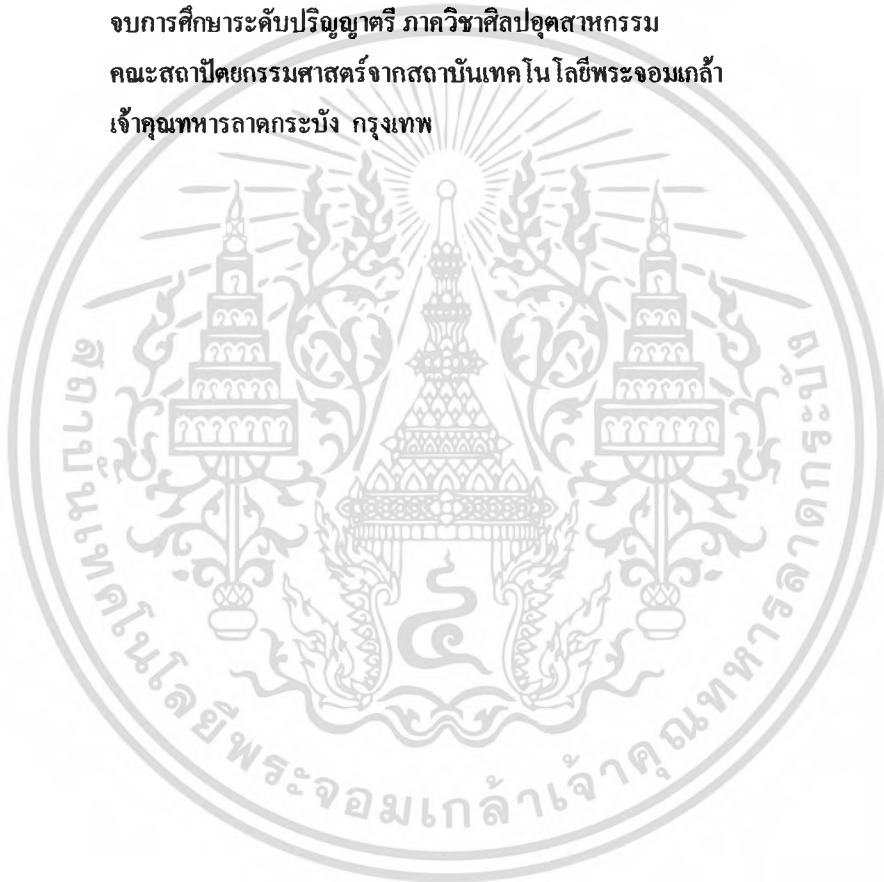 จบการศึกษาระดับปริญญาตรี ภาควิชาศิลปอุตสาหกรรม
คณะสถาปัตยกรรมศาสตร์จากสถาบันเทคโนโลยีพระจอมเกล้า
เจ้าคุณทหารลาดกระบัง กรุงเทพ
สถาบันเทคโนโลยีพระจอมเกล้าเจ้าคุณทหารลาดกระบัง
๔